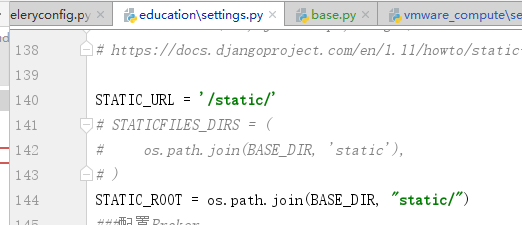 eleryconfig.py
education\settings.py
base.py
vmware_compute\se
138 # https://docs.djangoproject.com/en/1.11/howto/static
139
140 STATIC_URL = '/static/'
141 # STATICFILES_DIRS = (
142 #     os.path.join(BASE_DIR, 'static'),
143 # )
144 STATIC_ROOT = os.path.join(BASE_DIR, "static/")
145 ###配置Broker